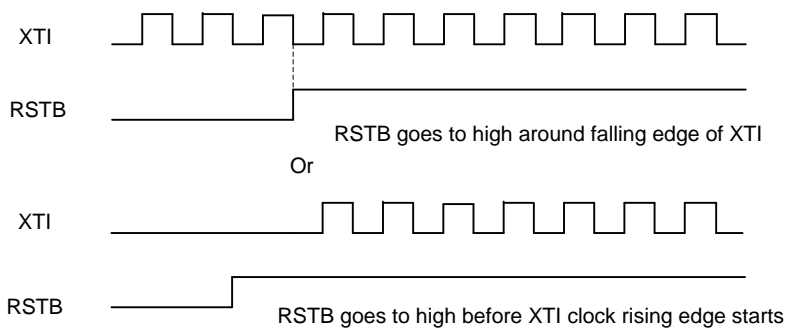 XTI
RSTB
RSTB goes to high around falling edge of XTI
Or
XTI
RSTB
RSTB goes to high before XTI clock rising edge starts